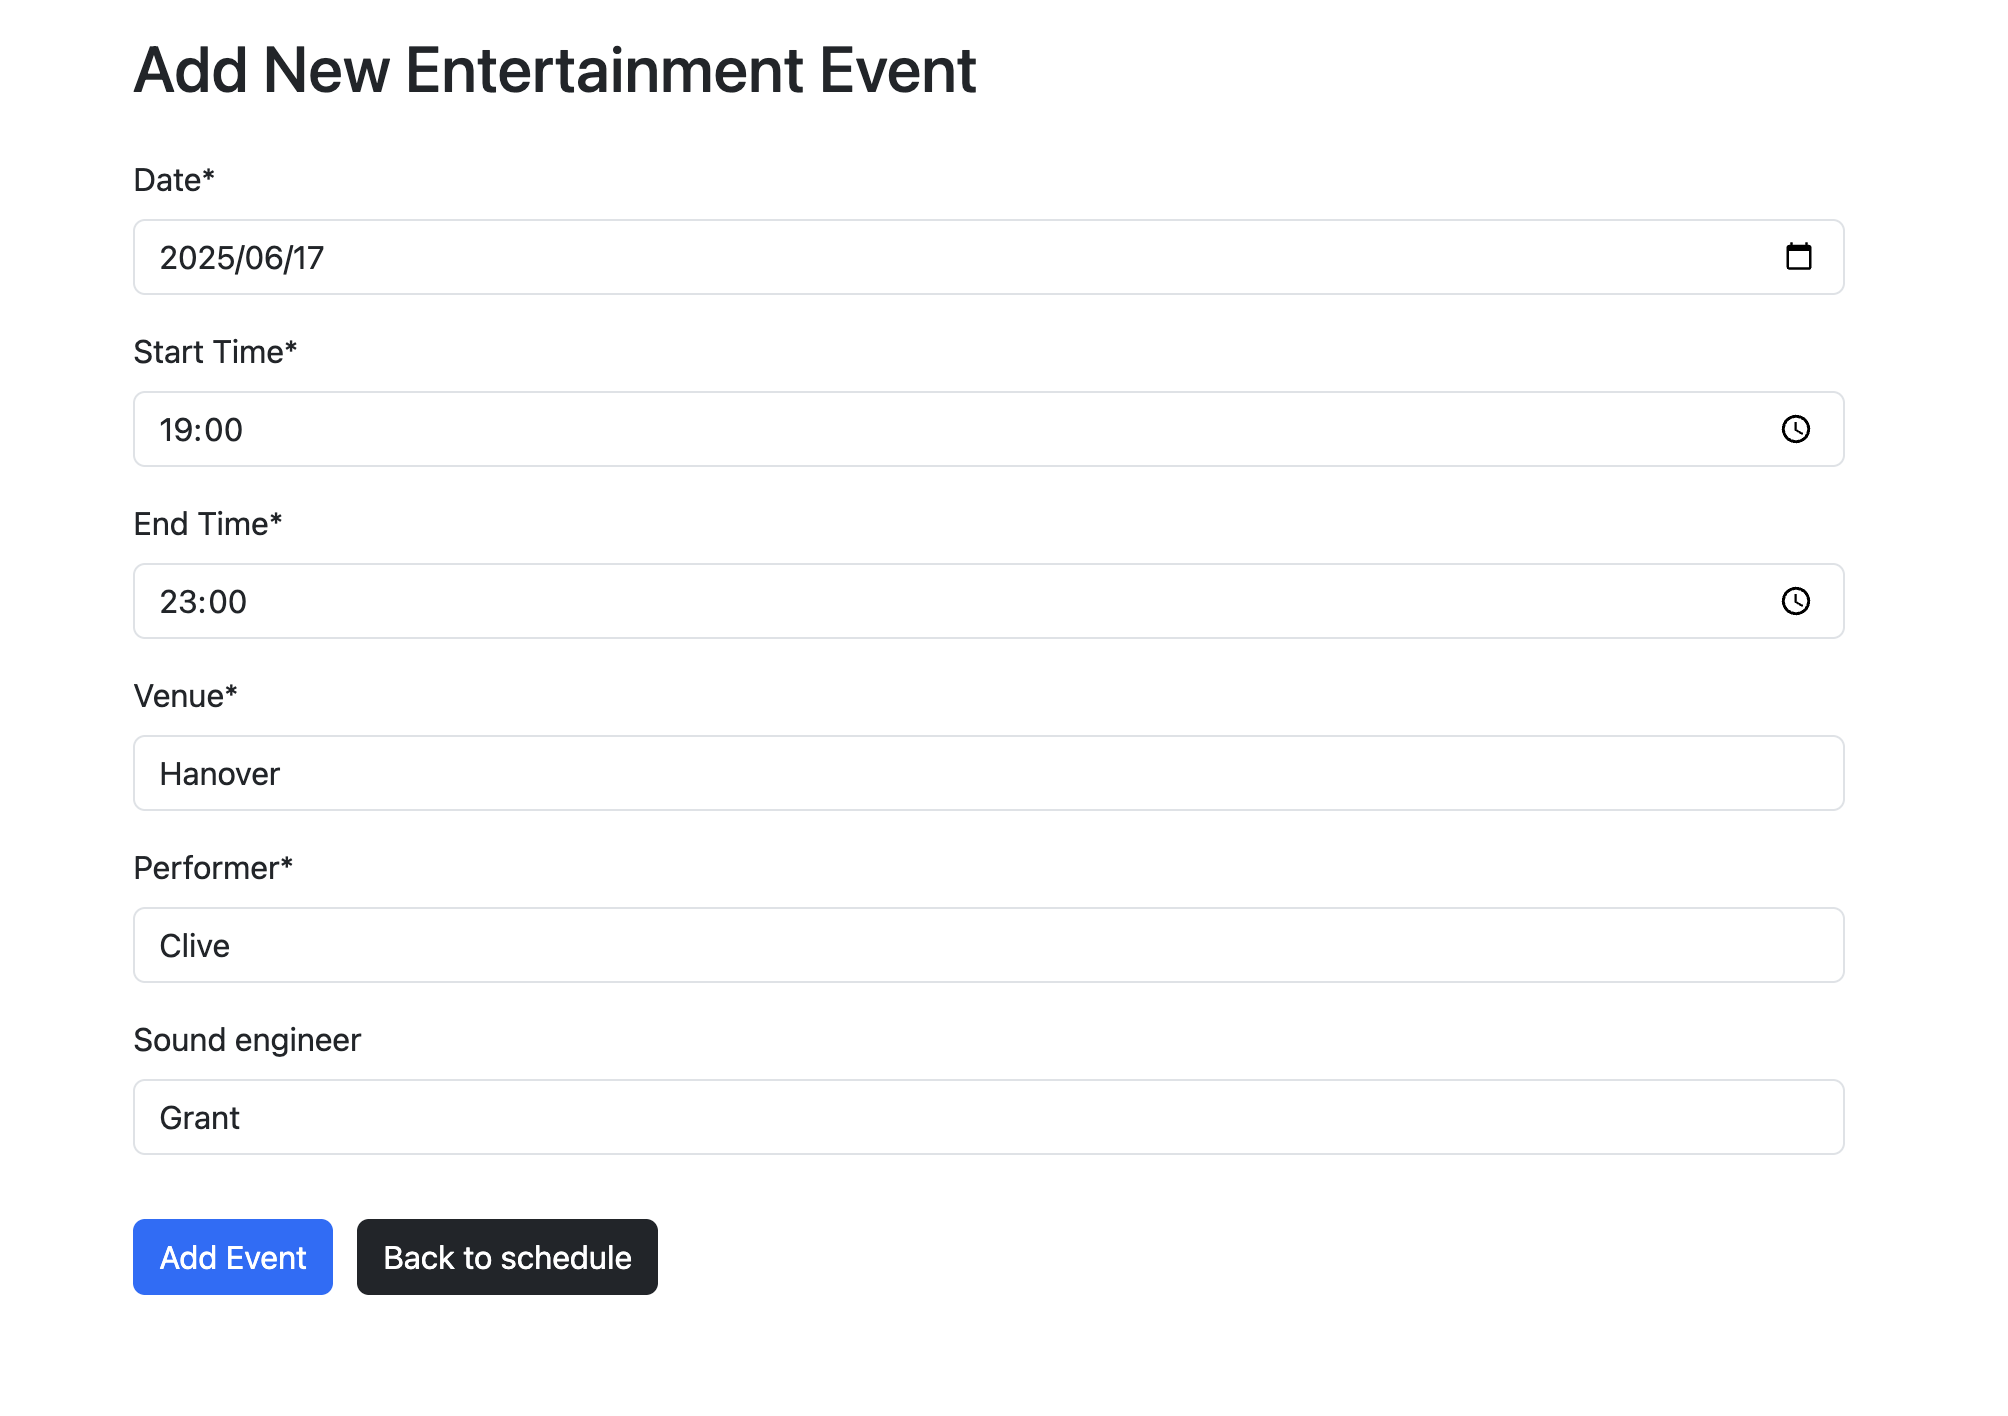 Add New Entertainment Event
Date*
2025/06/17
Start Time*
19:00
End Time*
23:00
Venue*
Hanover
Performer*
Clive
Sound engineer
Grant
Add Event Back to schedule